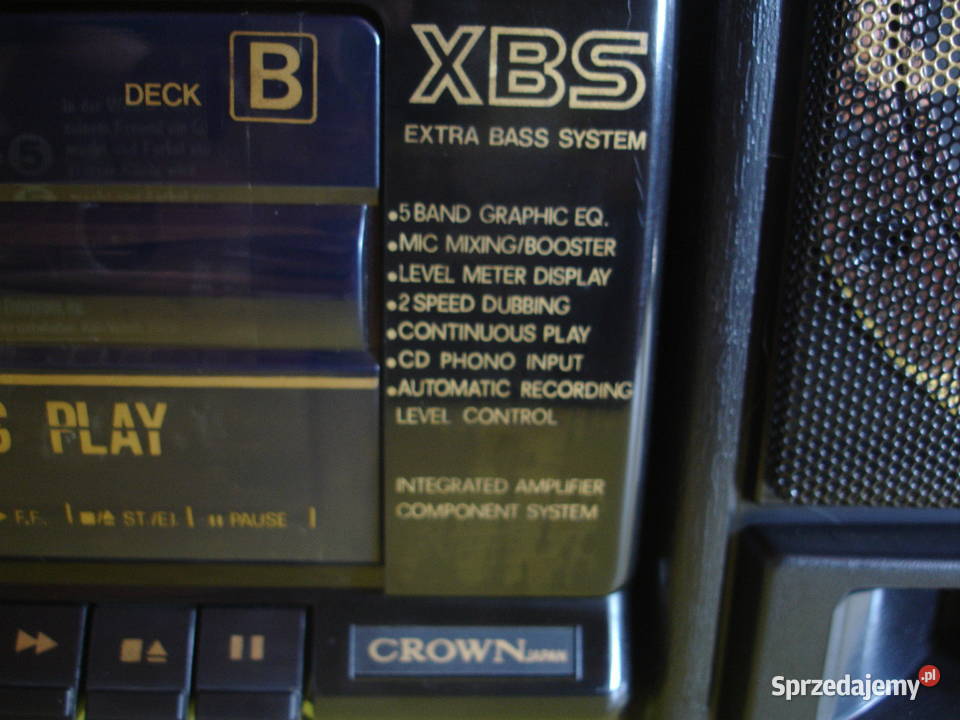 DECK B
XBS
EXTRA BASS SYSTEM
•5 BAND GRAPHIC EQ.
•MIC MIXING/BOOSTER
•LEVEL METER DISPLAY
•2 SPEED DUBBING
•CONTINUOUS PLAY
•CD PHONO INPUT
•AUTOMATIC RECORDING
LEVEL CONTROL
INTEGRATED AMPLIFIER
COMPONENT SYSTEM
5
PLAY
F.F. ST./EJ. PAUSE
CROWN JAPAN
Sprzedajemy.pl